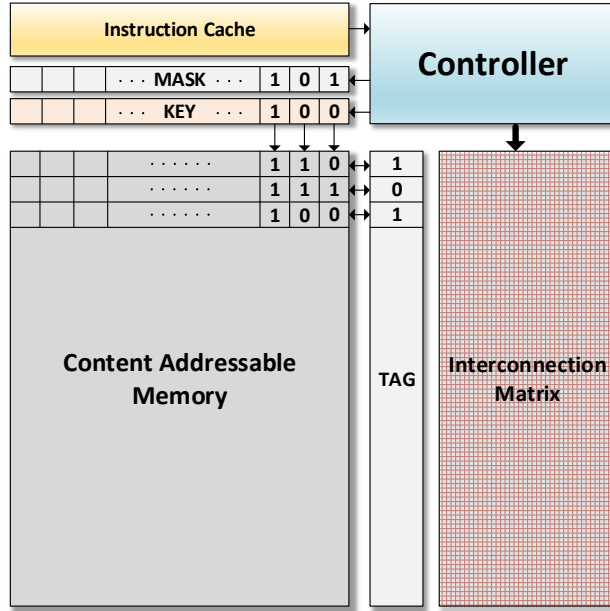 Instruction Cache
Controller
· · · MASK · · · 1 0 1
· · · KEY · · · 1 0 0
· · · · · · 1 1 0 1
· · · · · · 1 1 1 0
· · · · · · 1 0 0 1
Content Addressable
Memory
TAG
Interconnection
Matrix